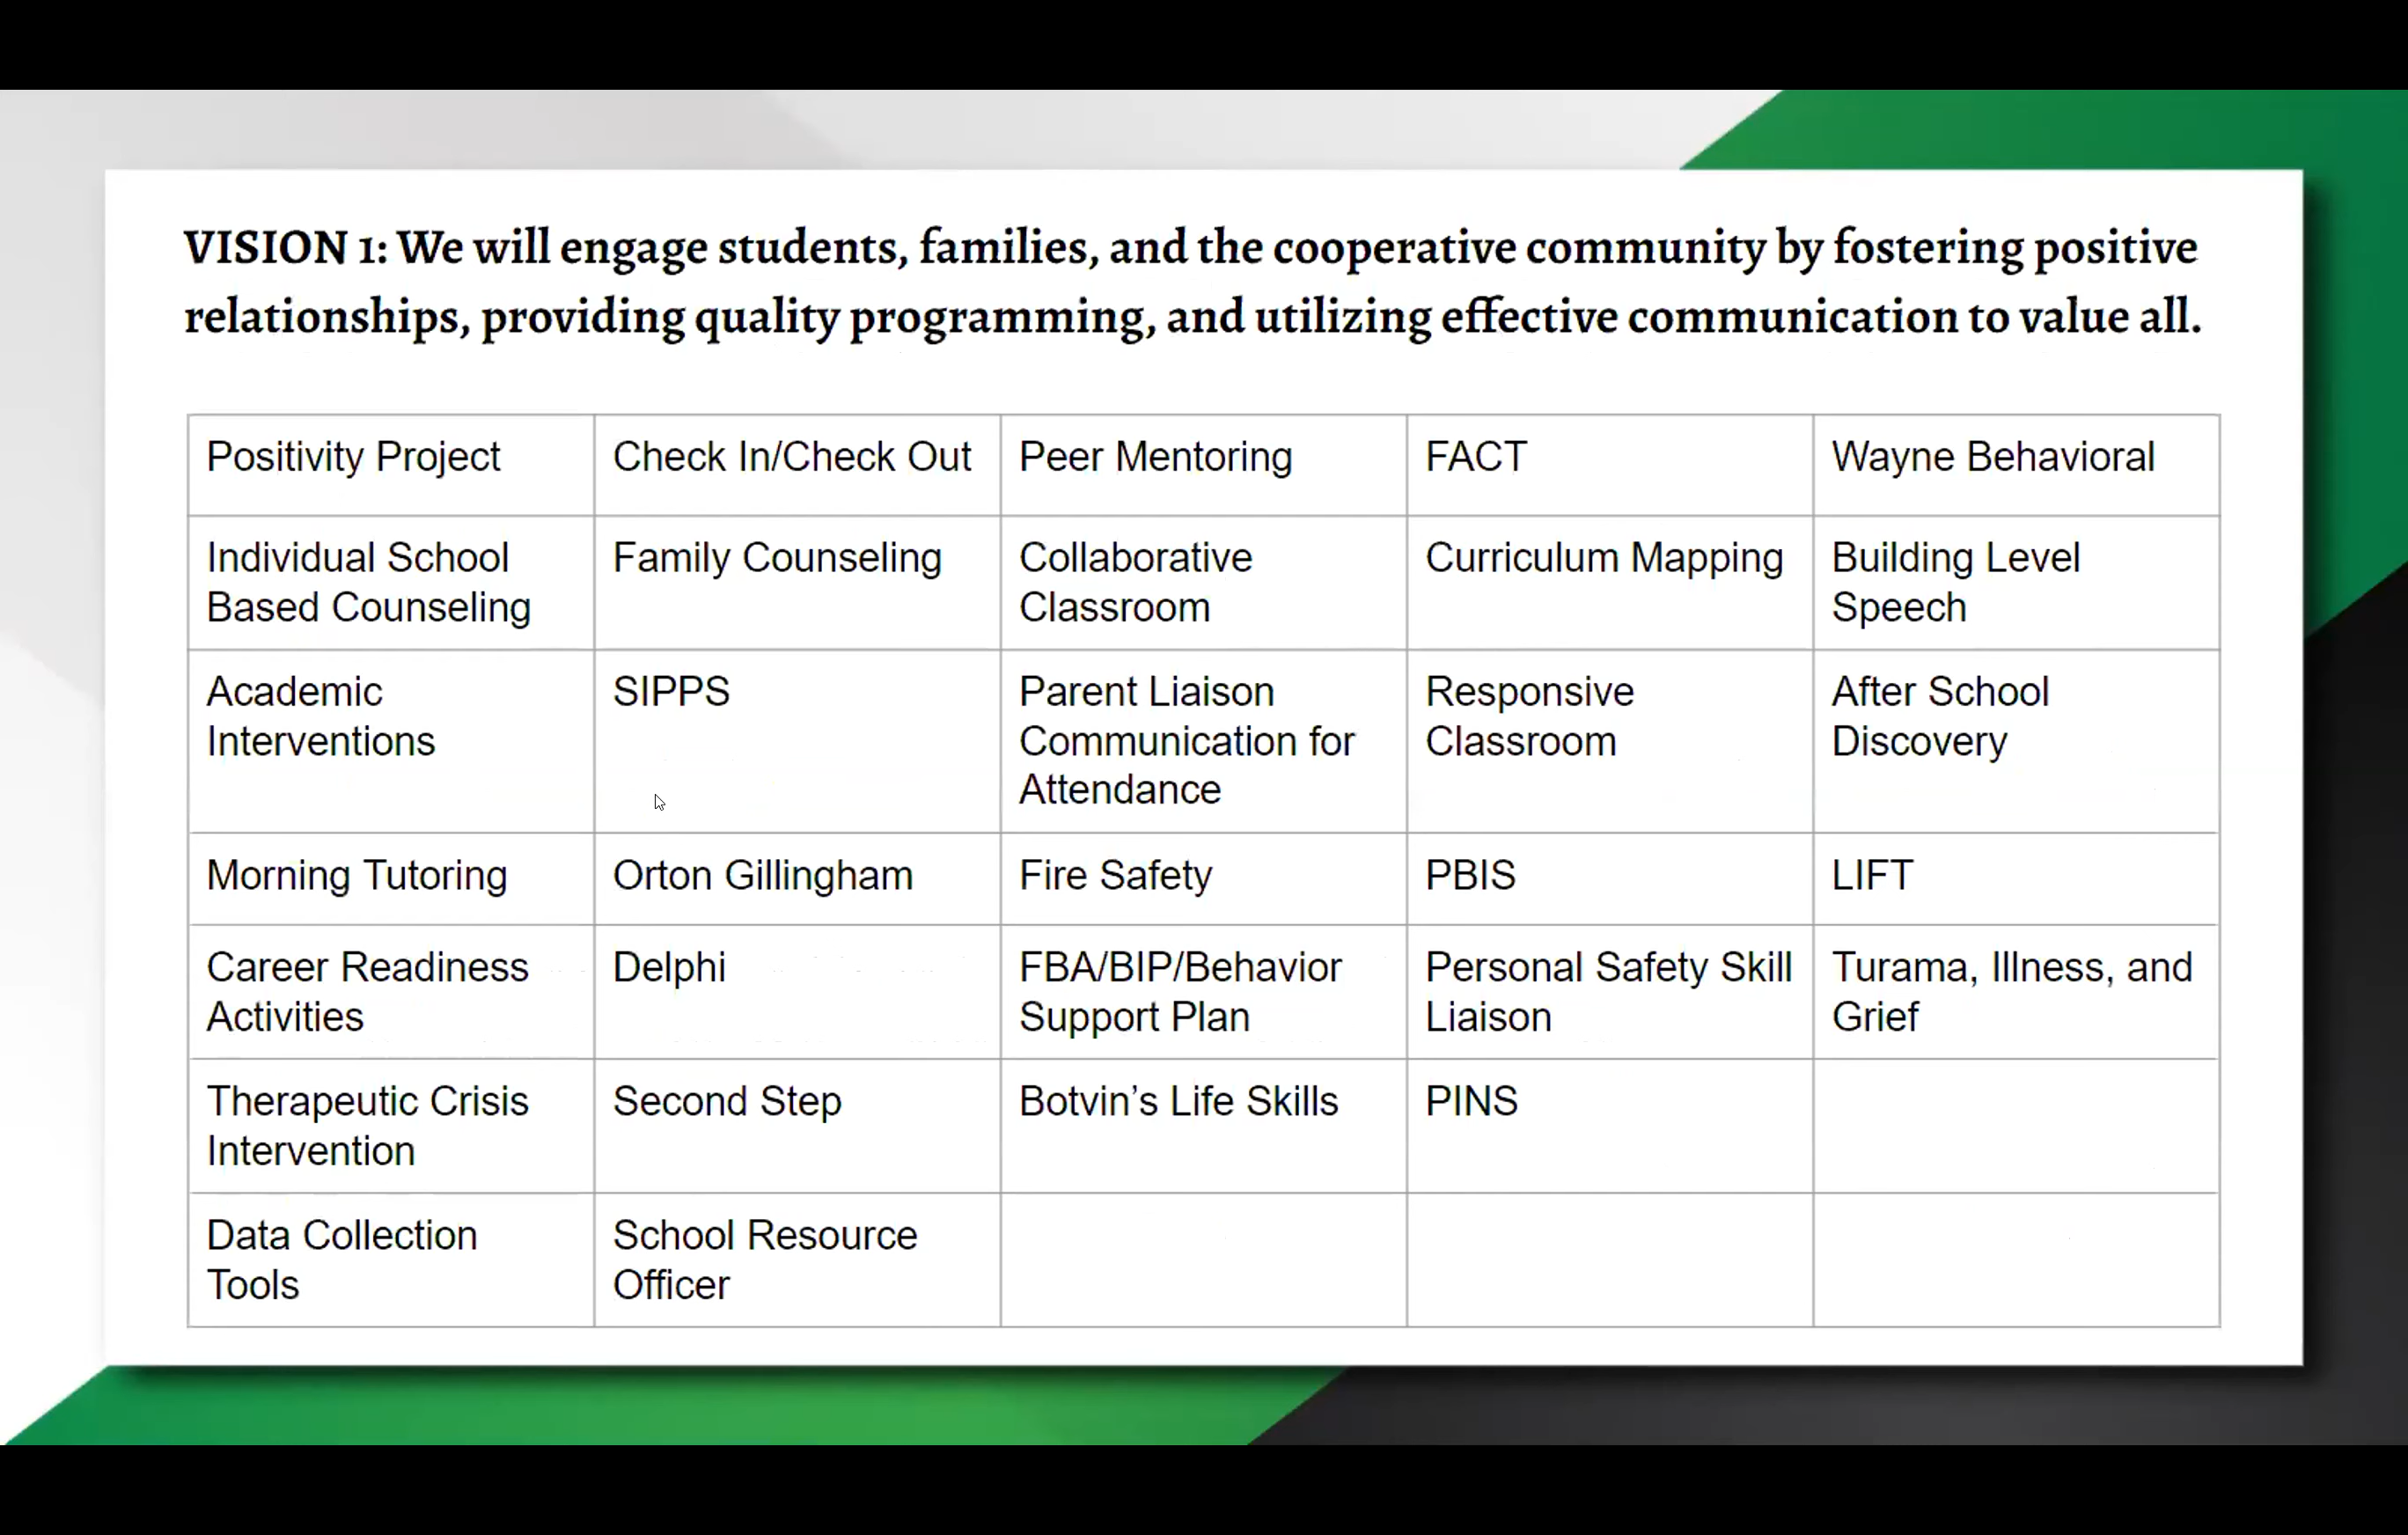 VISION 1: We will engage students, families, and the cooperative community by fostering positive
relationships, providing quality programming, and utilizing effective communication to value all.
Positivity Project
Check In/Check Out
Peer Mentoring
FACT
Wayne Behavioral
Individual School
Based Counseling
Family Counseling
Collaborative
Classroom
Curriculum Mapping
Building Level
Speech
Academic
Interventions
SIPPS
Parent Liaison
Communication for
Attendance
Responsive
Classroom
After School
Discovery
Morning Tutoring
Orton Gillingham
Fire Safety
PBIS
LIFT
Career Readiness
Activities
Delphi
FBA/BIP/Behavior
Support Plan
Personal Safety Skill
Liaison
Turama, Illness, and
Grief
Therapeutic Crisis
Intervention
Second Step
Botvin’s Life Skills
PINS
Data Collection
Tools
School Resource
Officer